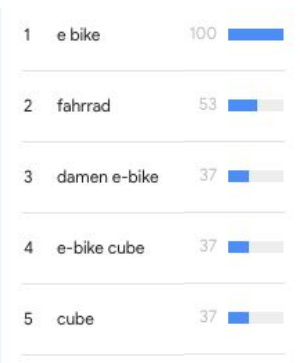 1 e bike 100
2 fahrrad 53
3 damen e-bike 37
4 e-bike cube 37
5 cube 37